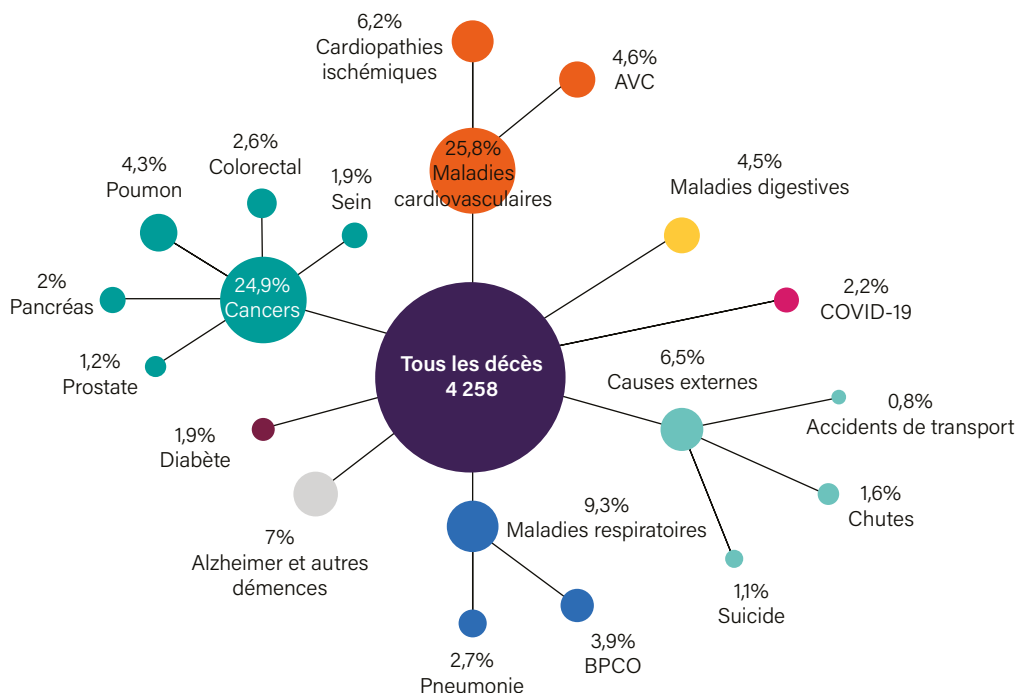 6,2%
Cardiopathies
ischémiques
4,6%
AVC
25,8%
Maladies
cardiovasculaires
2,6%
Colorectal
4,3%
Poumon
1,9%
Sein
24,9%
Cancers
2%
Pancréas
1,2%
Prostate
4,5%
Maladies digestives
2,2%
COVID-19
Tous les décès
4 258
6,5%
Causes externes
0,8%
Accidents de transport
1,6%
Chutes
1,1%
Suicide
1,9%
Diabète
7%
Alzheimer et autres
démences
9,3%
Maladies respiratoires
3,9%
BPCO
2,7%
Pneumonie